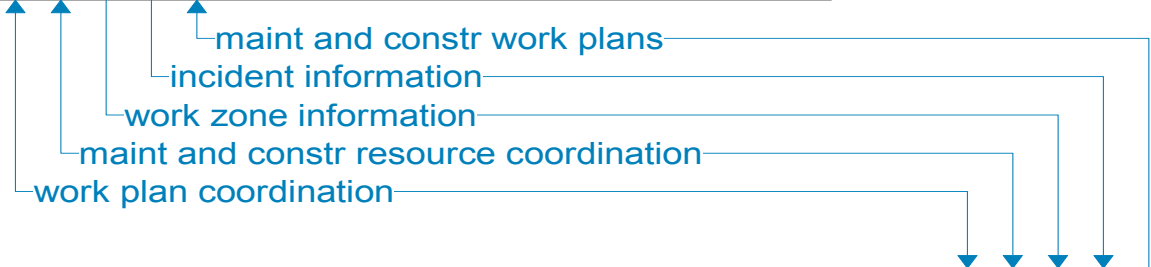 maint and constr work plans
incident information
work zone information
maint and constr resource coordination
work plan coordination